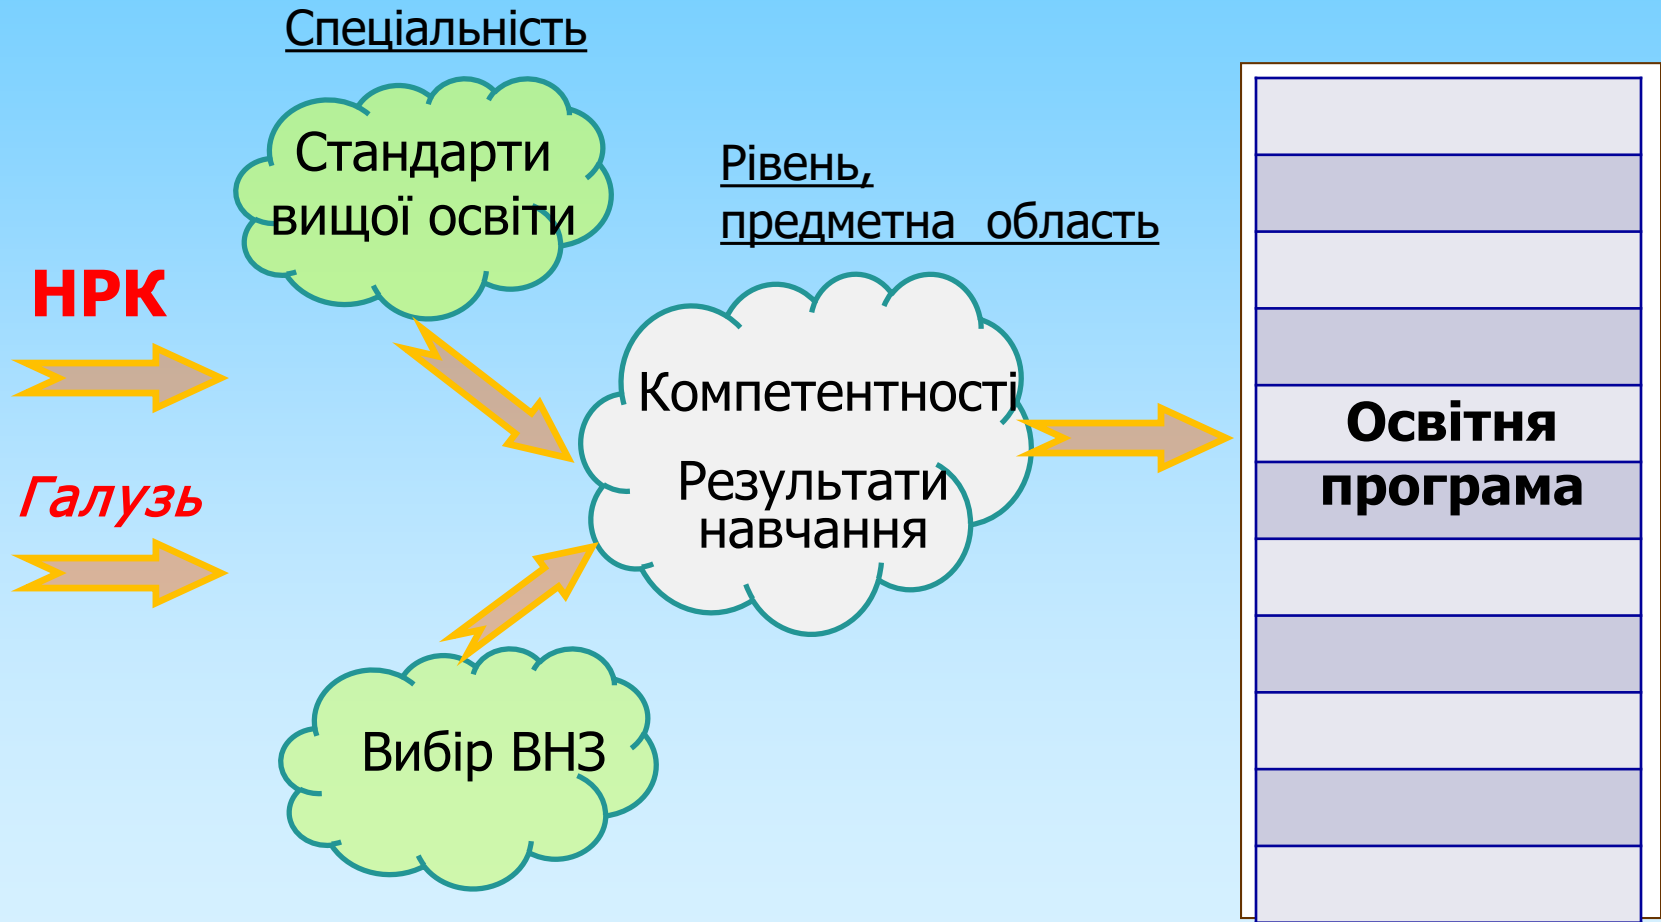 Спеціальність
Стандарти
вищої освіти
Рівень,
предметна область
НРК
Компетентності
Освітня
програма
Галузь
Результати
навчання
Вибір ВНЗ